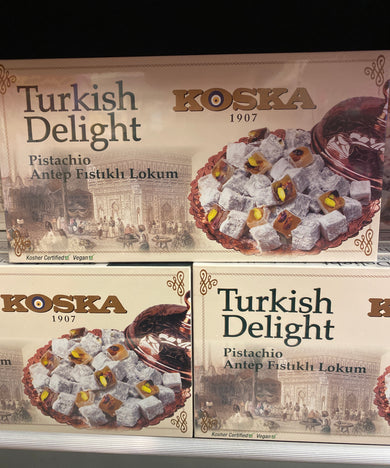 Turkish
Delight
KOSKA
1907
Pistachio
Antep Fıstıklı Lokum
Kosher Certified'd. Vegan'd.
KOSKA
1907
Turkish
Delight
Pistachio
Antep Fıstıklı Lokum
Kosher Certified'd. Vegan'd.